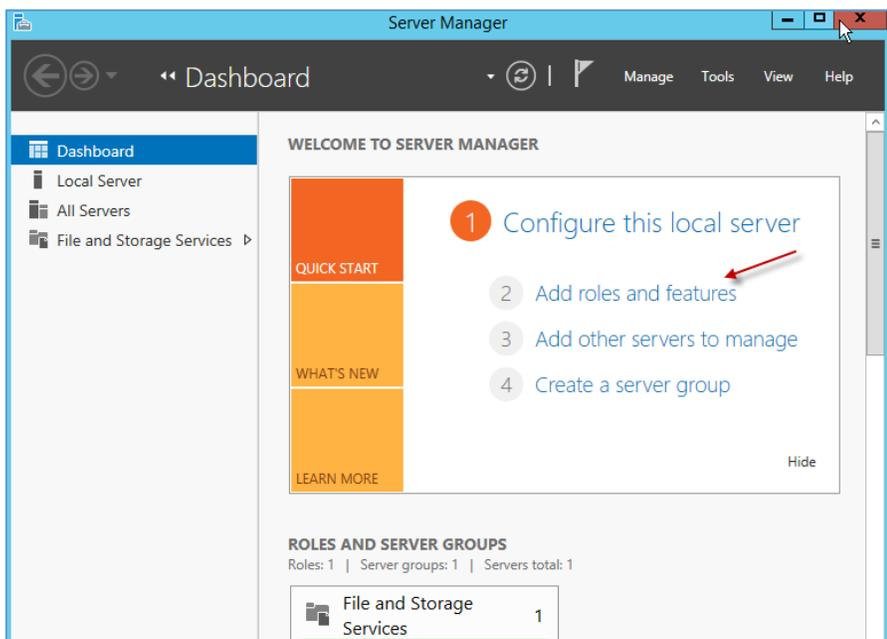 Server Manager
Dashboard
Manage Tools View Help
Dashboard
Local Server
All Servers
File and Storage Services
WELCOME TO SERVER MANAGER
QUICK START
WHAT'S NEW
LEARN MORE
1 Configure this local server
2 Add roles and features
3 Add other servers to manage
4 Create a server group
Hide
ROLES AND SERVER GROUPS
Roles: 1 | Server groups: 1 | Servers total: 1
File and Storage
Services
1